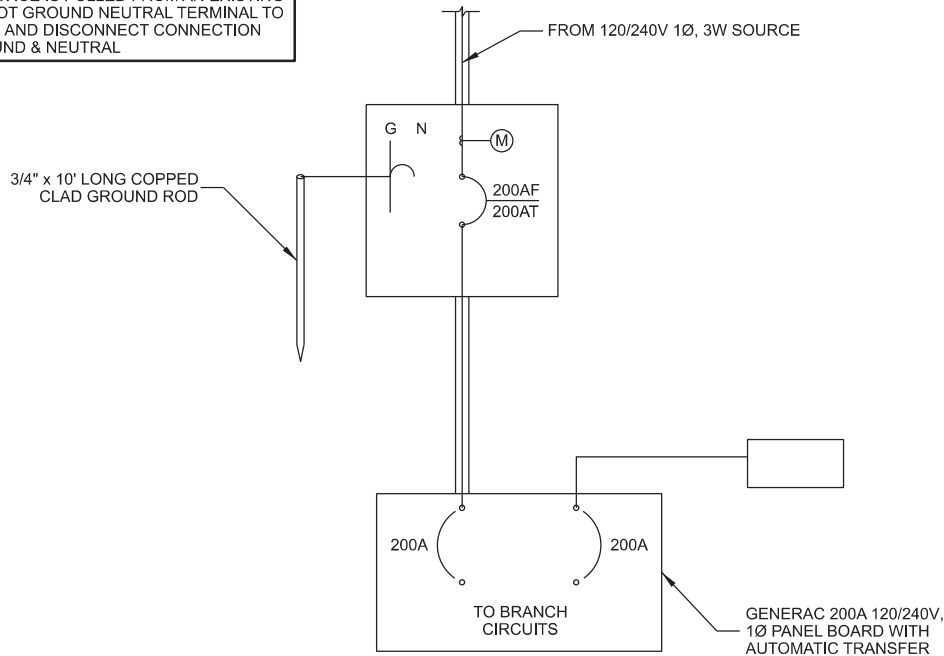 OT GROUND NEUTRAL TERMINAL TO
AND DISCONNECT CONNECTION
UND & NEUTRAL
FROM 120/240V 1Ø, 3W SOURCE
G N
M
3/4" x 10' LONG COPPED
CLAD GROUND ROD
200AF
200AT
200A
200A
TO BRANCH
CIRCUITS
GENERAC 200A 120/240V,
1Ø PANEL BOARD WITH
AUTOMATIC TRANSFER